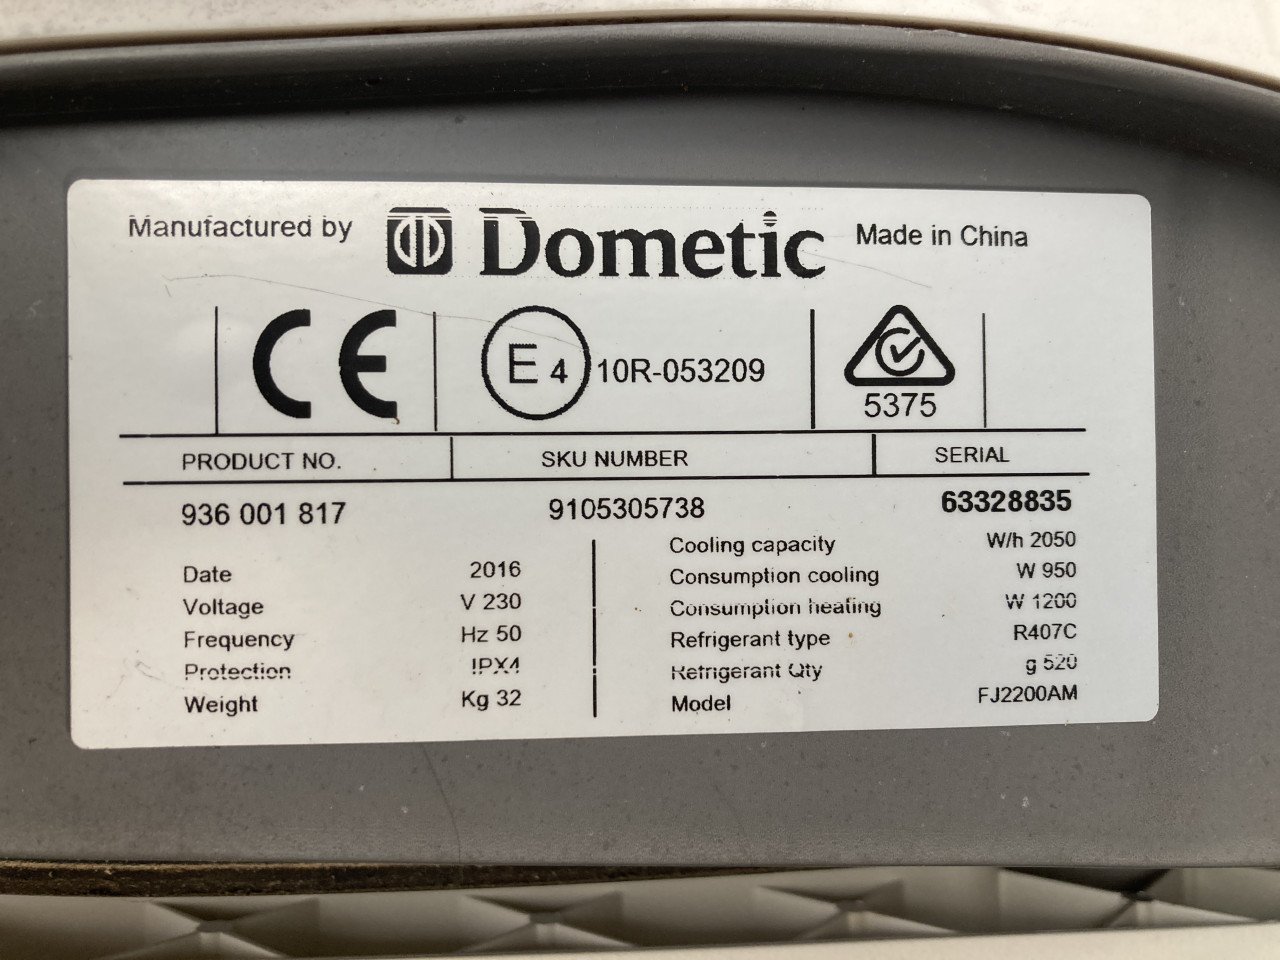 Manufactured by Dometic Made in China
CE E4 10R-053209
5375
PRODUCT NO. SKU NUMBER SERIAL
936 001 817 9105305738 63328835
Cooling capacity W/h 2050
Date 2016 Consumption cooling W 950
Voltage V 230 Consumption heating W 1200
Frequency Hz 50 Refrigerant type R407C
Protection IPX4 Refrigerant Qty g 520
Weight Kg 32 Model FJ2200AM